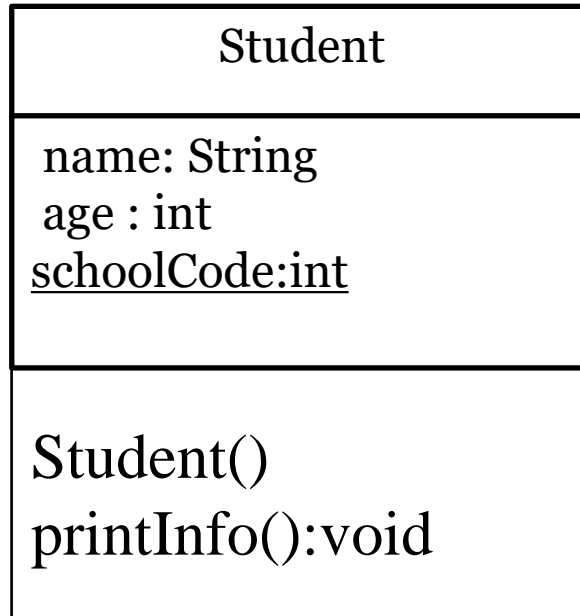 Student
name: String
age : int
schoolCode:int
Student()
printInfo():void